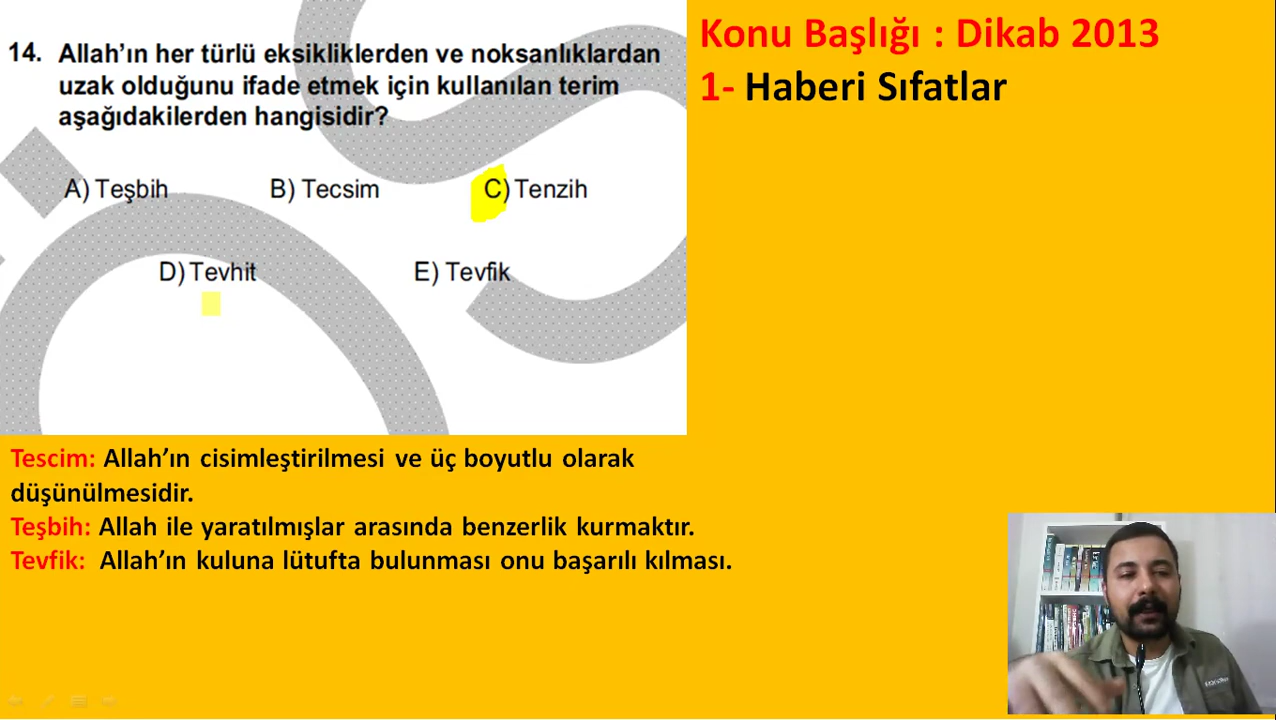 14. Allah’ın her türlü eksikliklerden ve noksanlıklardan
uzak olduğunu ifade etmek için kullanılan terim
aşağıdakilerden hangisidir?
A) Teşbih B) Tecsim C) Tenzih
D) Tevhit E) Tevfik
Konu Başlığı : Dikab 2013
1- Haberi Sıfatlar
Tescim: Allah’ın cisimleştirilmesi ve üç boyutlu olarak
düşünülmesidir.
Teşbih: Allah ile yaratılmışlar arasında benzerlik kurmaktır.
Tevfik: Allah’ın kuluna lütufta bulunması onu başarılı kılması.